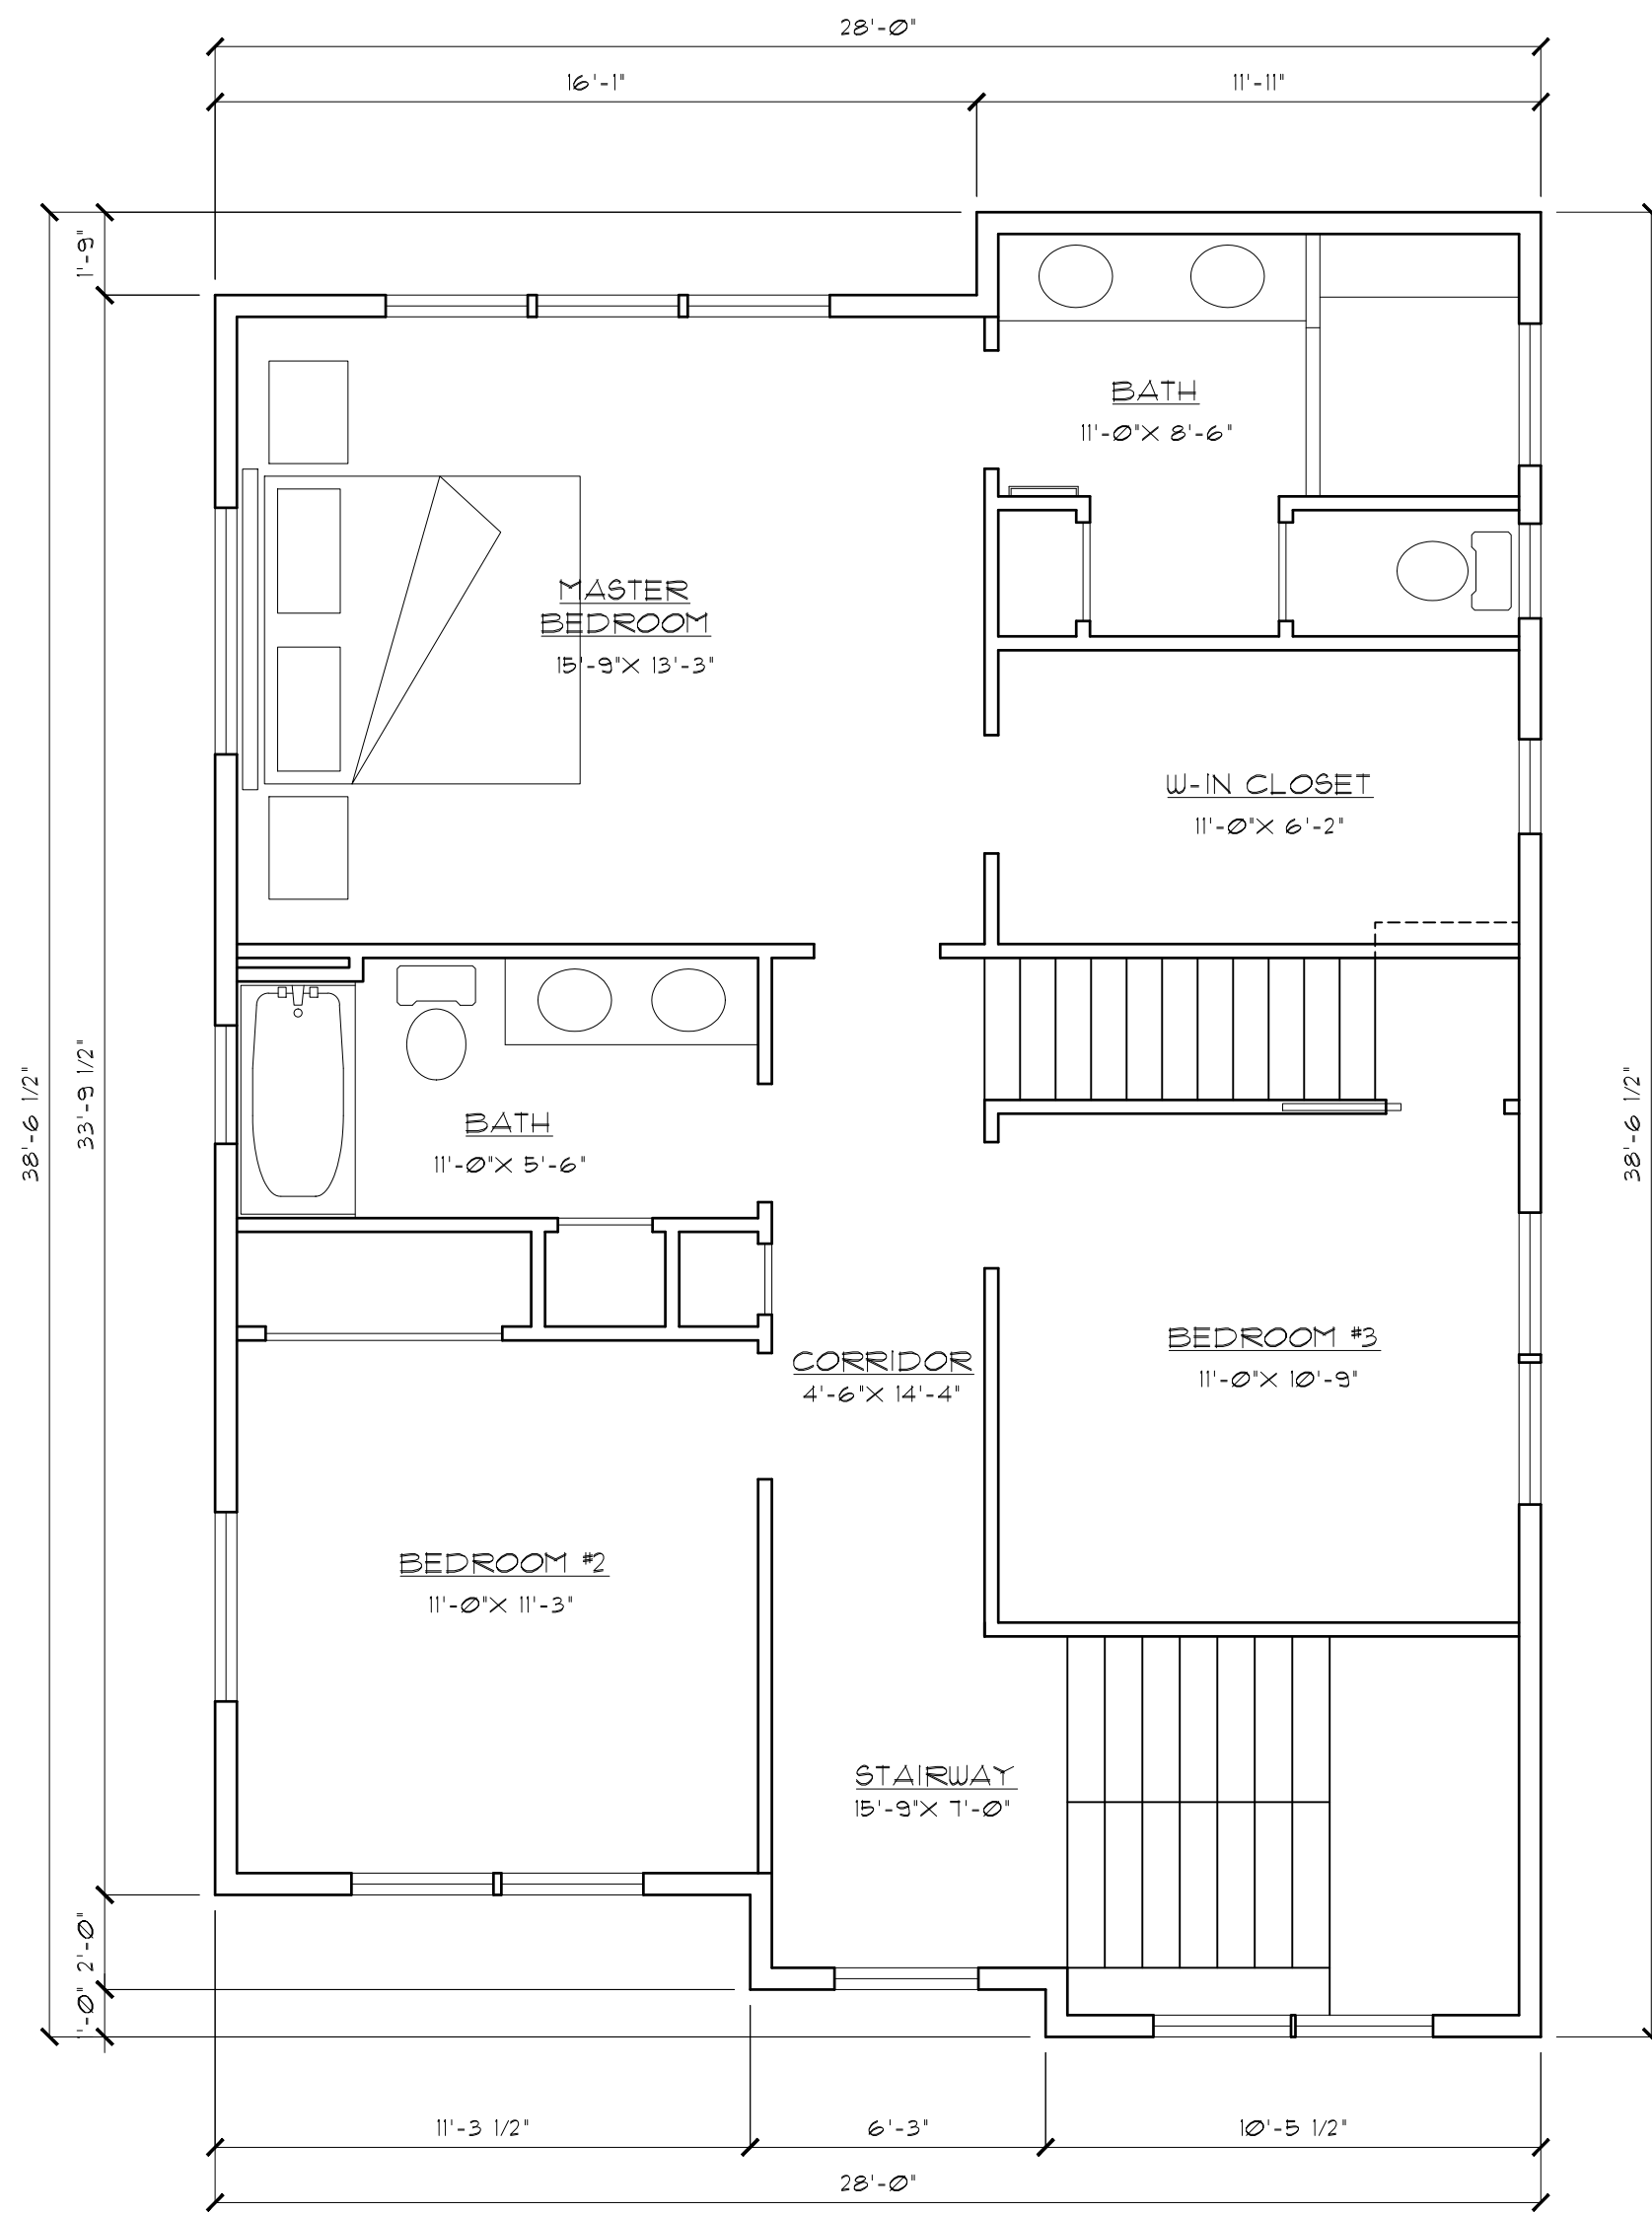 28'-0"
16'-1"
11'-11"
1'-9"
BATH
11'-0"X 8'-6"
MASTER
BEDROOM
15'-9"X 13'-3"
W-IN CLOSET
11'-0"X 6'-2"
38'-6 1/2"
33'-9 1/2"
38'-6 1/2"
BATH
11'-0"X 5'-6"
CORRIDOR
4'-6"X 14'-4"
BEDROOM #3
11'-0"X 10'-9"
BEDROOM #2
11'-0"X 11'-3"
STAIRWAY
15'-9"X 7'-0"
2'-0"
1'-0"
11'-3 1/2"
6'-3"
10'-5 1/2"
28'-0"